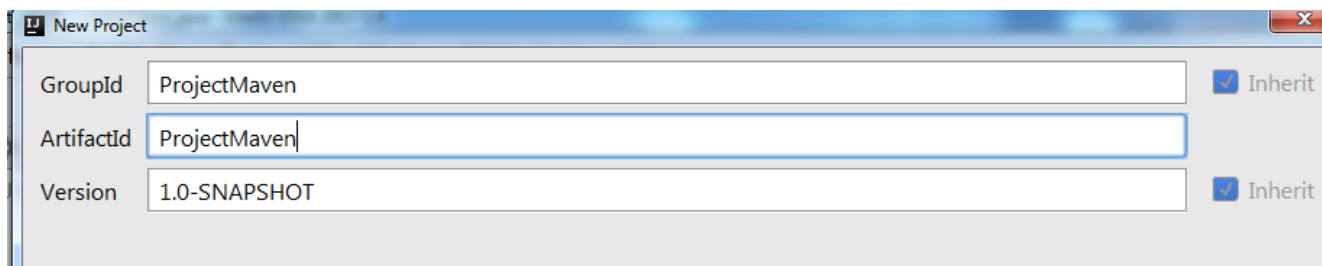 New Project
GroupId ProjectMaven Inherit
ArtifactId ProjectMaven
Version 1.0-SNAPSHOT Inherit